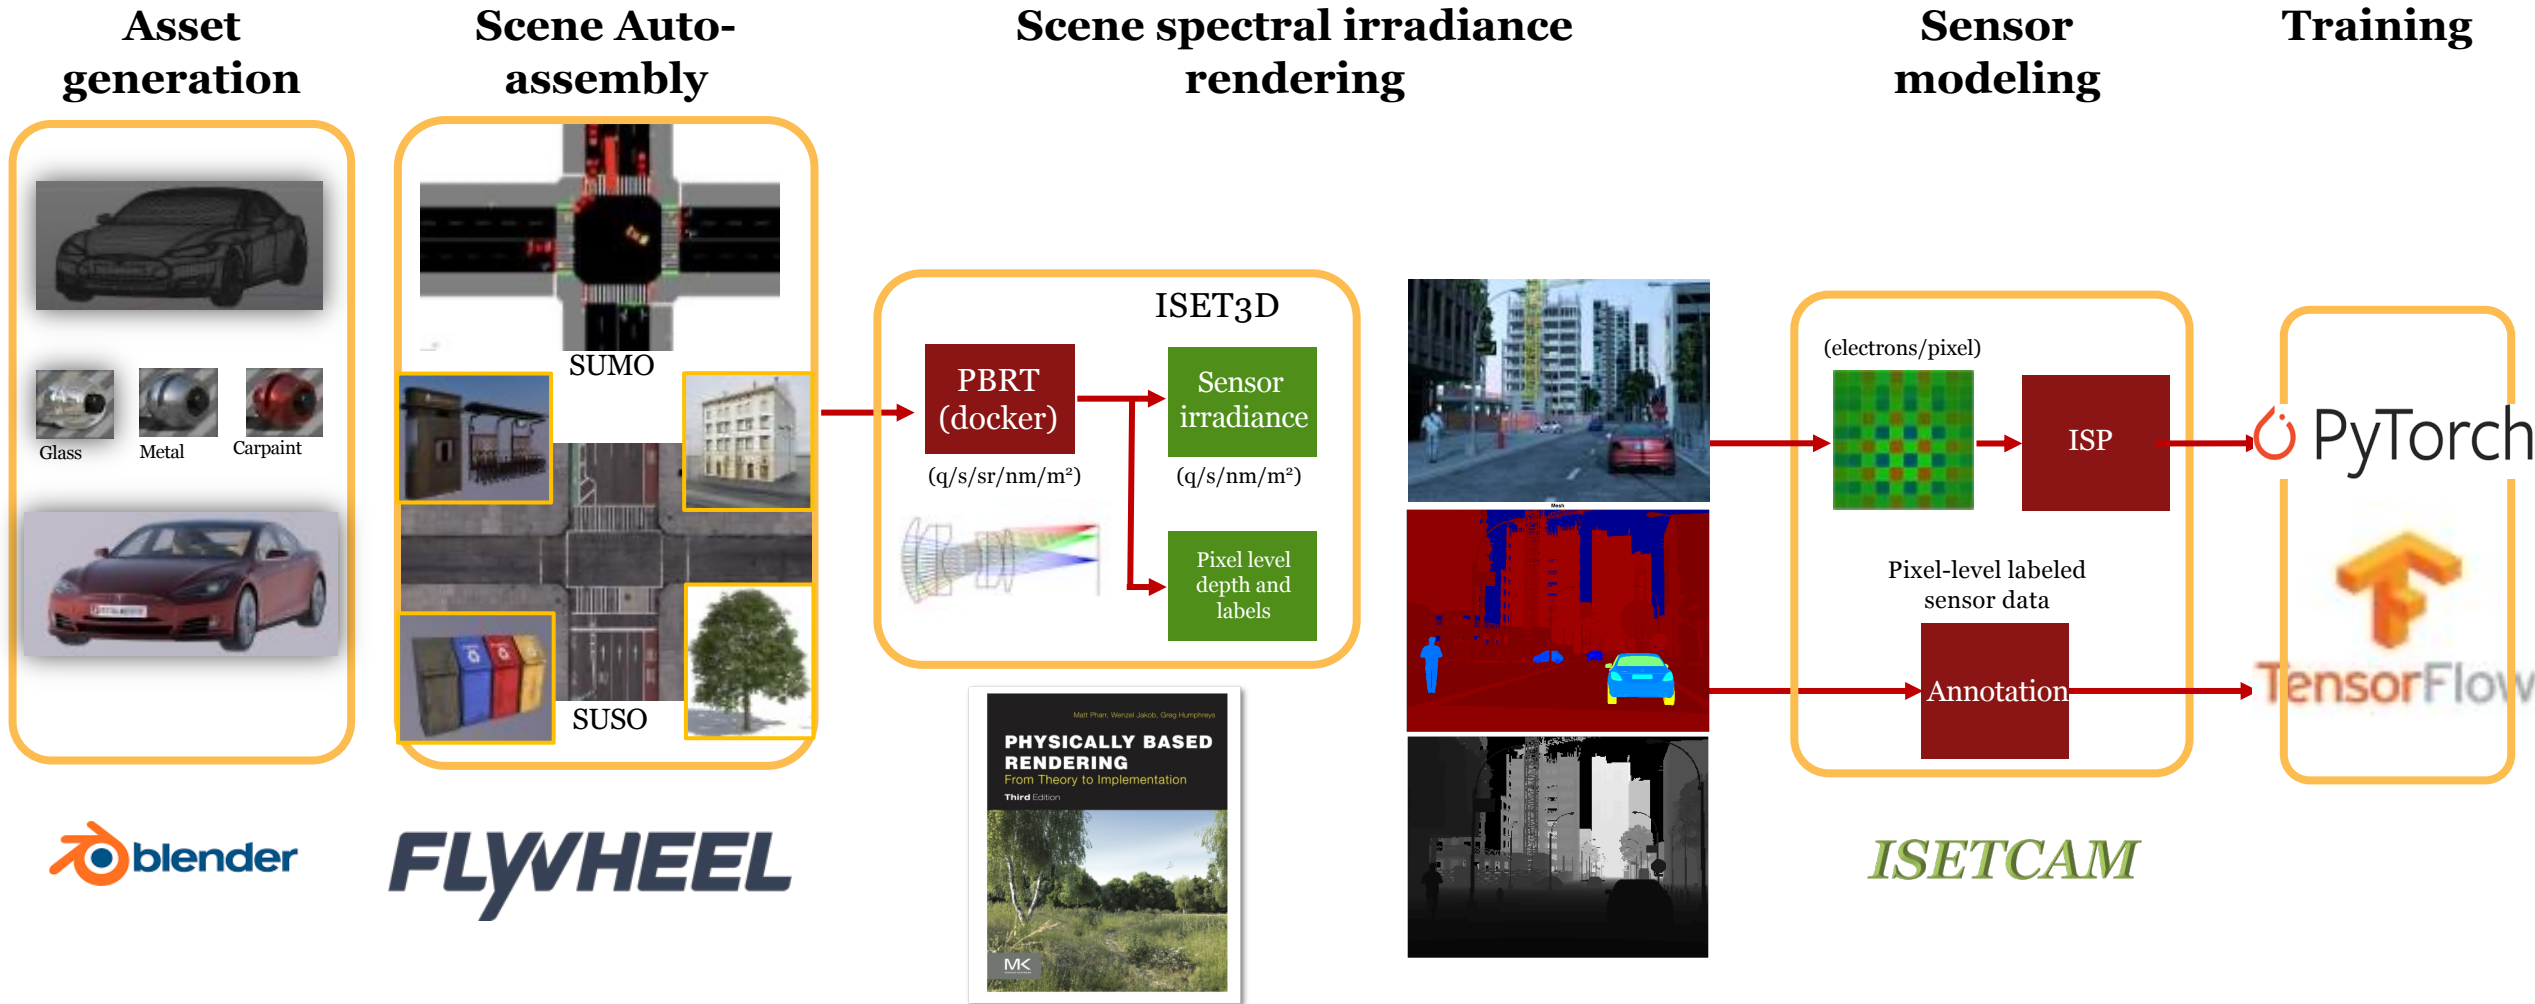 Asset
generation
Scene Auto-
assembly
Scene spectral irradiance
rendering
Sensor
modeling
Training
Glass
Metal
Carpaint
SUMO
SUSO
ISET3D
PBRT
(docker)
(q/s/sr/nm/m²)
Sensor
irradiance
(q/s/nm/m²)
Pixel level
depth and
labels
Matt Pharr, Wenzel Jakob, Greg Humphreys
PHYSICALLY BASED
RENDERING
From Theory to Implementation
Third Edition
MK
Mesh
(electrons/pixel)
ISP
Pixel-level labeled
sensor data
Annotation
PyTorch
TensorFlow
blender
FLYWHEEL
ISETCAM